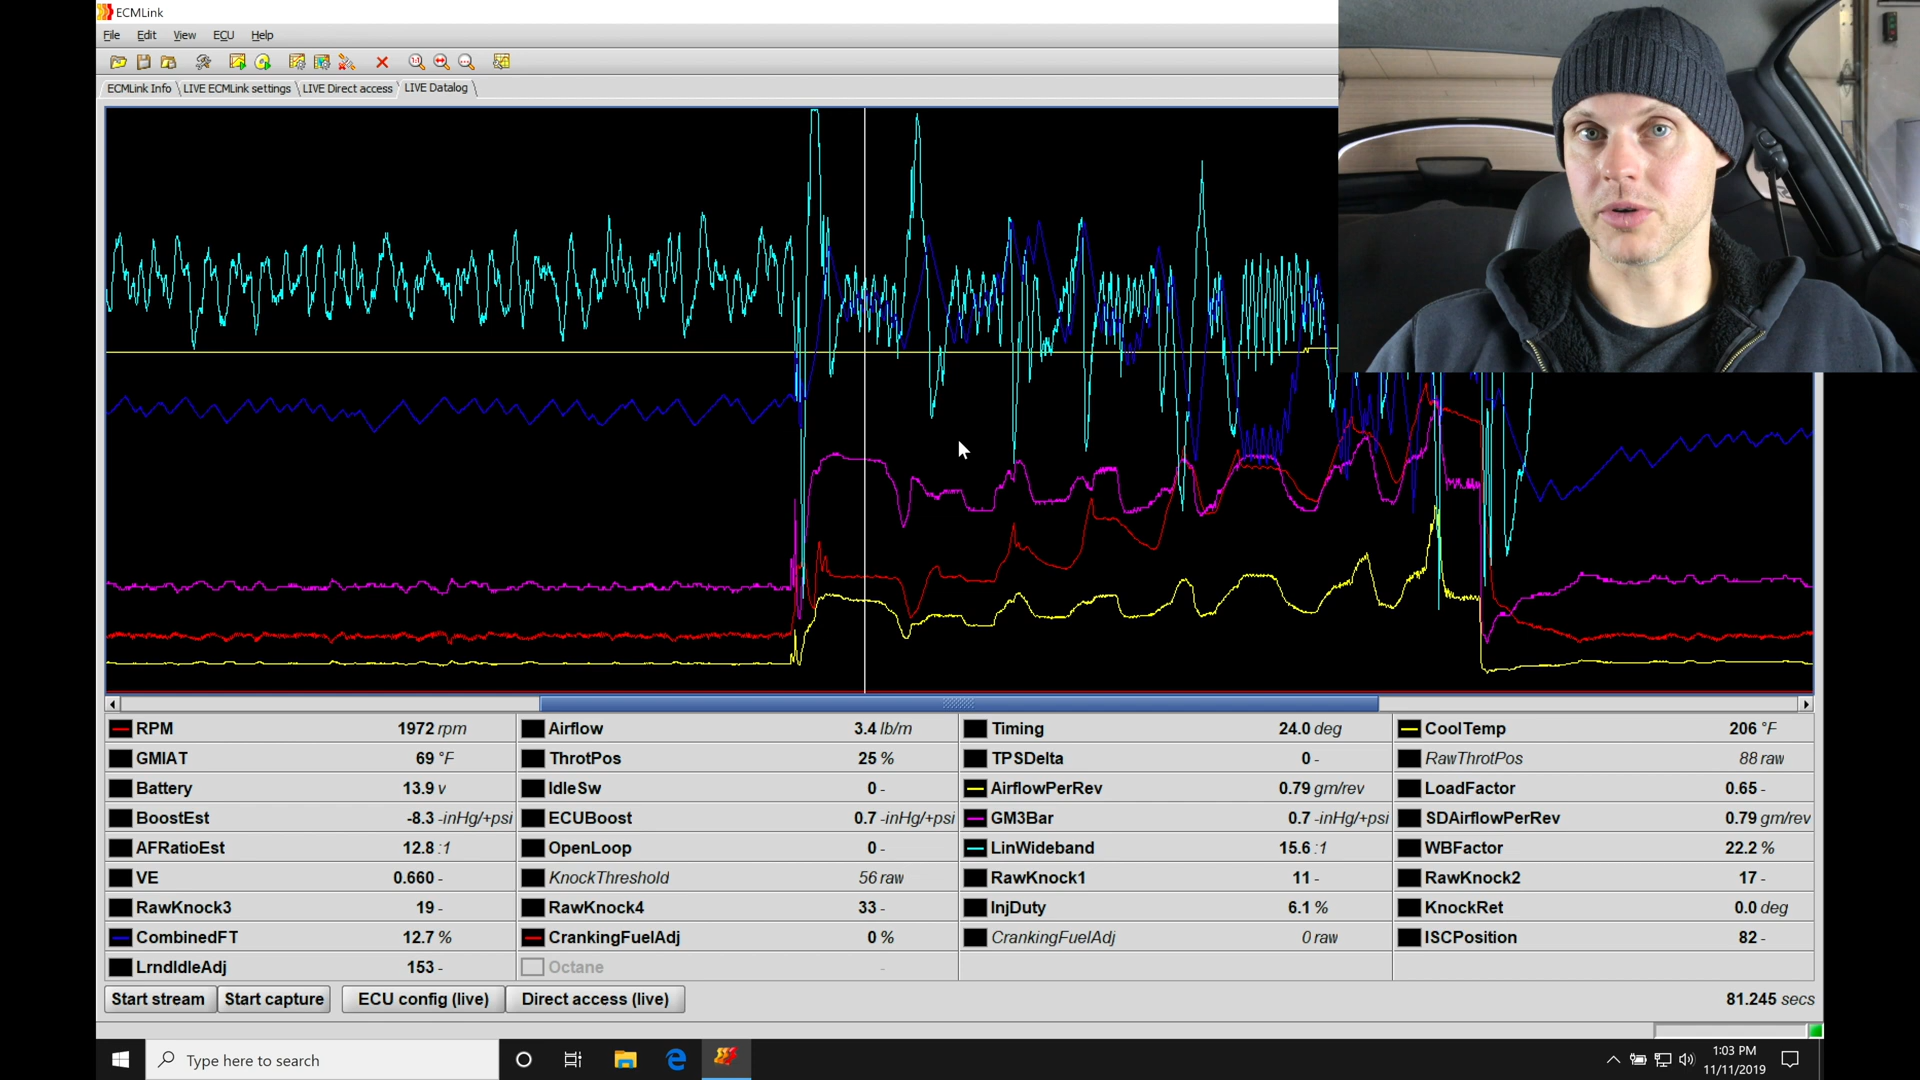 ECMLink
File Edit View ECU Help
ECMLink Info LIVE ECMLink settings LIVE Direct access LIVE Datalog
RPM 1972 rpm Airflow 3.4 lb/m Timing 24.0 deg CoolTemp 206 °F
GMIAT 69 °F ThrotPos 25 % TPSDelta 0 - RawThrotPos 88 raw
Battery 13.9 v IdleSw 0 - AirflowPerRev 0.79 gm/rev LoadFactor 0.65 -
BoostEst -8.3 -inHg/+psi ECUBoost 0.7 -inHg/+psi GM3Bar 0.7 -inHg/+psi SDAirflowPerRev 0.79 gm/rev
AFRatioEst 12.8 :1 OpenLoop 0 - LinWideband 15.6 :1 WBFactor 22.2 %
VE 0.660 - KnockThreshold 56 raw RawKnock1 11 - RawKnock2 17 -
RawKnock3 19 - RawKnock4 33 - InjDuty 6.1 % KnockRet 0.0 deg
CombinedFT 12.7 % CrankingFuelAdj 0 % CrankingFuelAdj 0 raw ISCPosition 82 -
LrndIdleAdj 153 - Octane -
Start stream Start capture ECU config (live) Direct access (live) 81.245 secs
Type here to search
1:03 PM
11/11/2019